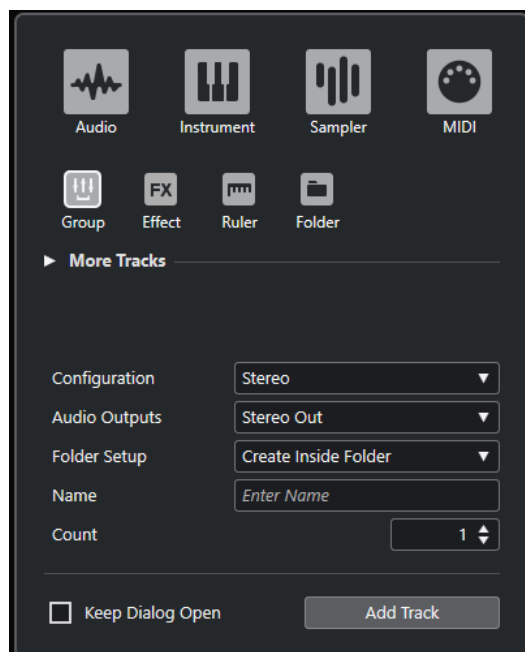 Audio Instrument Sampler MIDI
FX
Group Effect Ruler Folder
More Tracks
Configuration Stereo
Audio Outputs Stereo Out
Folder Setup Create Inside Folder
Name Enter Name
Count 1
Keep Dialog Open Add Track